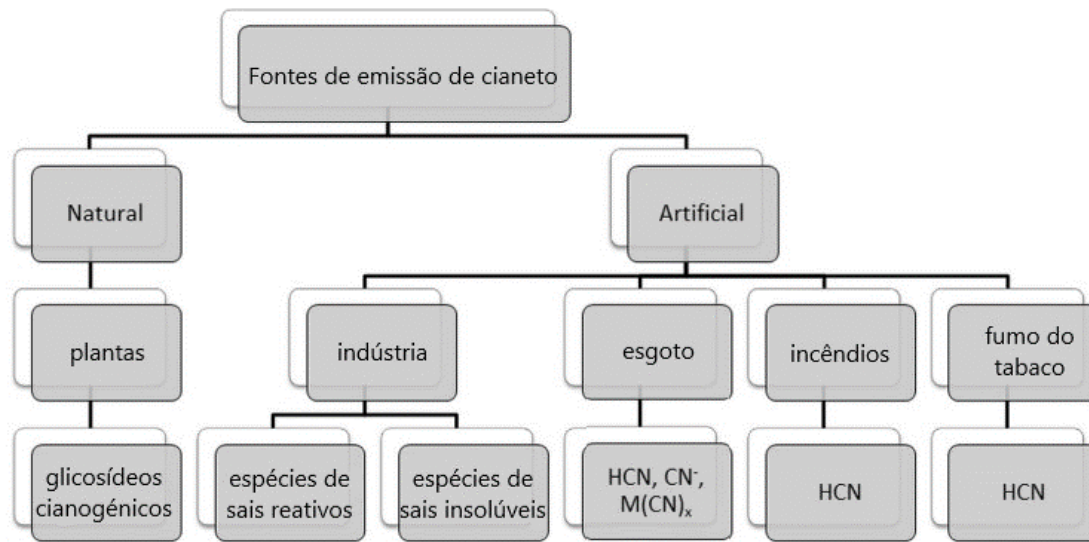 Fontes de emissão de cianeto
Natural
Artificial
plantas
indústria
esgoto
incêndios
fumo do
tabaco
glicosídeos
cianogénicos
espécies de
sais reativos
espécies de
sais insolúveis
HCN, CN⁻,
M(CN)ₓ
HCN
HCN